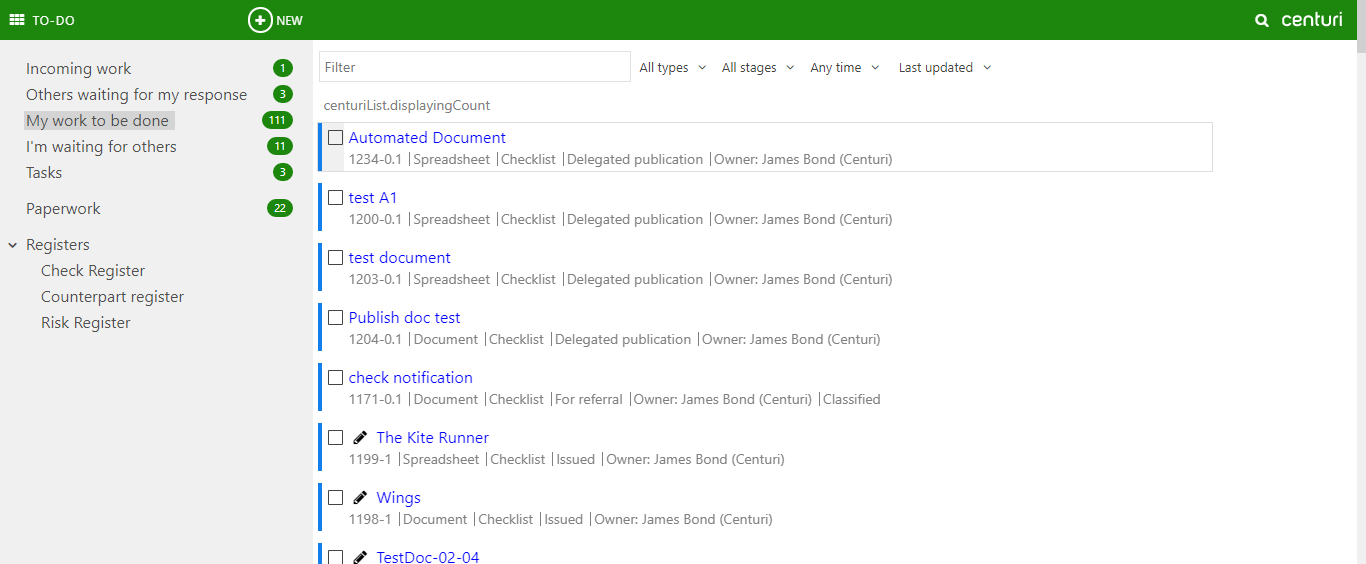 TO-DO
NEW
centuri
Incoming work 1
Others waiting for my response 3
My work to be done 111
I'm waiting for others 11
Tasks 3
Paperwork 22
Registers
Check Register
Counterpart register
Risk Register
Filter
All types
All stages
Any time
Last updated
centuriList.displayingCount
Automated Document
1234-0.1 |Spreadsheet |Checklist |Delegated publication |Owner: James Bond (Centuri)
test A1
1200-0.1 |Spreadsheet |Checklist |Delegated publication |Owner: James Bond (Centuri)
test document
1203-0.1 |Spreadsheet |Checklist |Delegated publication |Owner: James Bond (Centuri)
Publish doc test
1204-0.1 |Document |Checklist |Delegated publication |Owner: James Bond (Centuri)
check notification
1171-0.1 |Document |Checklist |For referral |Owner: James Bond (Centuri) |Classified
The Kite Runner
1199-1 |Spreadsheet |Checklist |Issued |Owner: James Bond (Centuri)
Wings
1198-1 |Document |Checklist |Issued |Owner: James Bond (Centuri)
TestDoc-02-04